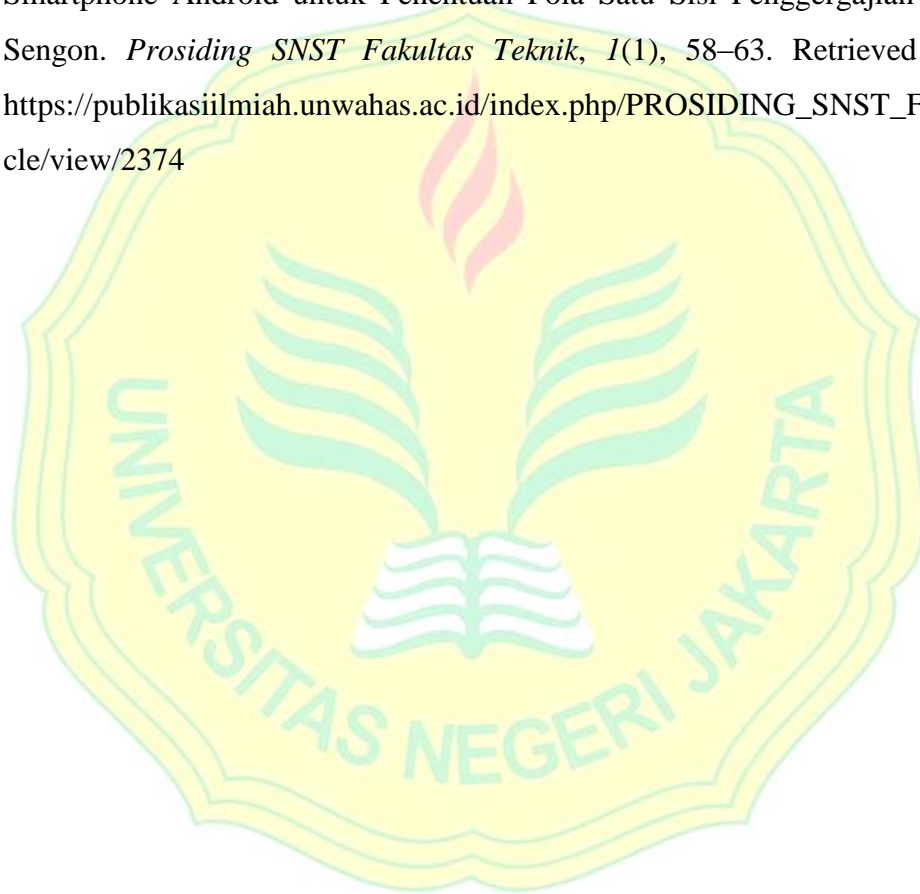 Smartphone Android untuk Penentuan Pola Satu Sisi Penggergajian
Sengon. Prosiding SNST Fakultas Teknik, 1(1), 58–63. Retrieved
https://publikasiilmiah.unwahas.ac.id/index.php/PROSIDING_SNST_F
cle/view/2374
UNIVERSITAS NEGERI JAKARTA